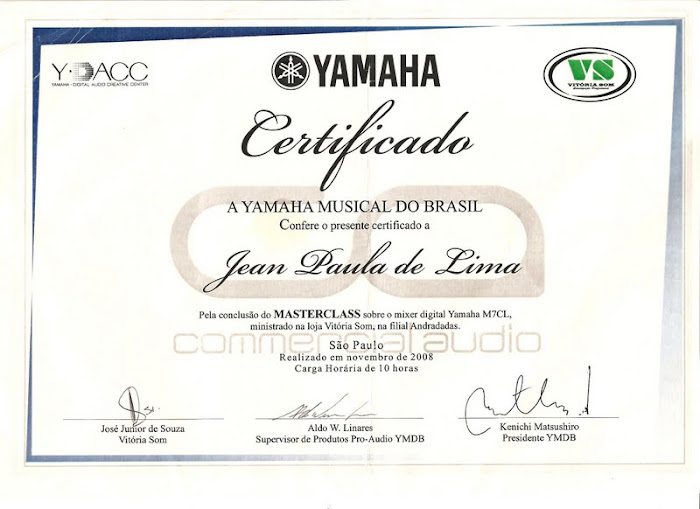 Y·DACC
YAMAHA · DIGITAL AUDIO CREATIVE CENTER
YAMAHA
VS
VITÓRIA SOM
Certificado
A YAMAHA MUSICAL DO BRASIL
Confere o presente certificado a
Jean Paula de Lima
Pela conclusão do MASTERCLASS sobre o mixer digital Yamaha M7CL,
ministrado na loja Vitória Som, na filial Andradadas.
commercial audio
São Paulo
Realizado em novembro de 2008
Carga Horária de 10 horas
José Junior de Souza
Vitória Som
Aldo W. Linares
Supervisor de Produtos Pro-Audio YMDB
Kenichi Matsushiro
Presidente YMDB